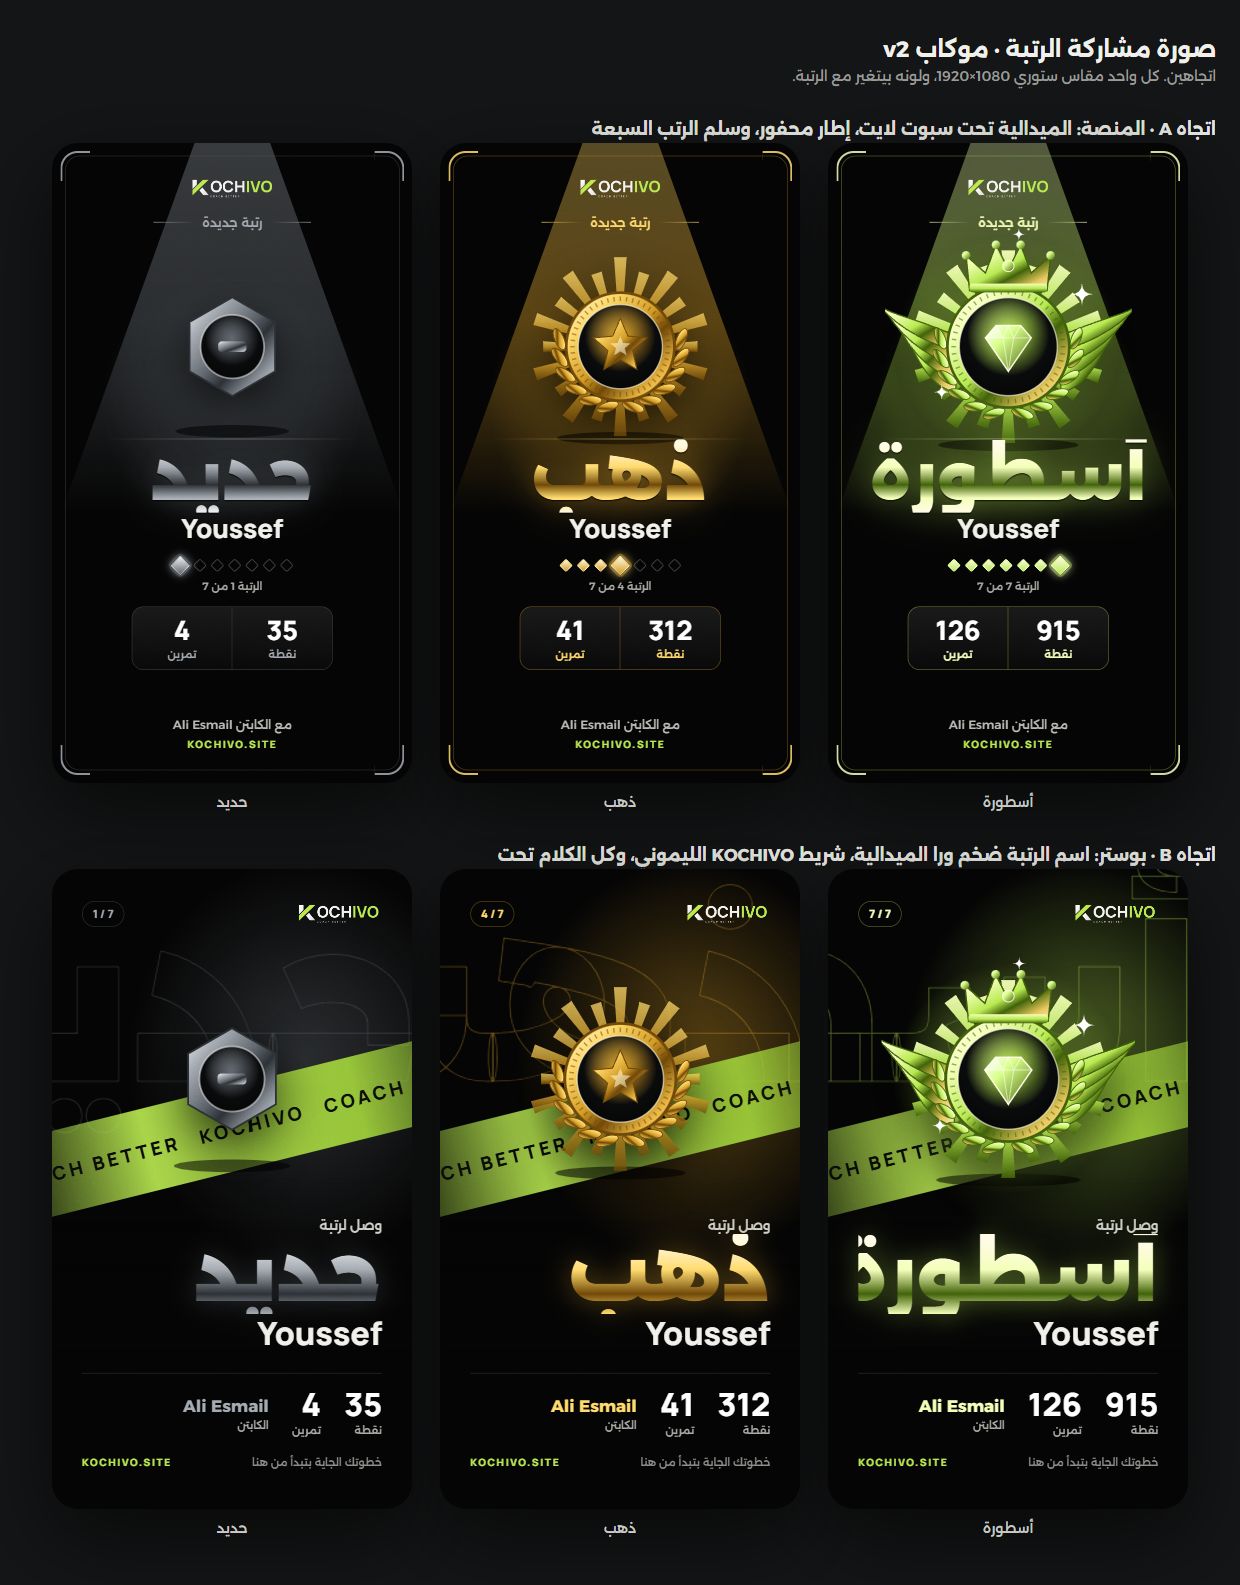 صورة مشاركة الرتبة · موكاب v2
اتجاهين. كل واحد مقاس ستوري 1080×1920، ولونه بيتغير مع الرتبة.
اتجاه A · المنصة: الميدالية تحت سبوت لايت، إطار محفور، وسلم الرتب السبعة
KOCHIVO
رتبة جديدة
أسطورة
Youssef
الرتبة 7 من 7
915
نقطة
126
تمرين
مع الكابتن Ali Esmail
KOCHIVO.SITE
أسطورة
KOCHIVO
رتبة جديدة
ذهب
Youssef
الرتبة 4 من 7
312
نقطة
41
تمرين
مع الكابتن Ali Esmail
KOCHIVO.SITE
ذهب
KOCHIVO
رتبة جديدة
حديد
Youssef
الرتبة 1 من 7
35
نقطة
4
تمرين
مع الكابتن Ali Esmail
KOCHIVO.SITE
حديد
اتجاه B · بوستر: اسم الرتبة ضخم ورا الميدالية، شريط KOCHIVO الليموني، وكل الكلام تحت
KOCHIVO
7/7
CH BETTER COACH
وصل لرتبة
أسطورة
Youssef
915
نقطة
126
تمرين
Ali Esmail
الكابتن
خطوتك الجاية بتبدأ من هنا
KOCHIVO.SITE
أسطورة
KOCHIVO
4/7
CH BETTER COACH
وصل لرتبة
ذهب
Youssef
312
نقطة
41
تمرين
Ali Esmail
الكابتن
خطوتك الجاية بتبدأ من هنا
KOCHIVO.SITE
ذهب
KOCHIVO
1/7
حديد
CH BETTER KOCHIVO COACH
وصل لرتبة
حديد
Youssef
35
نقطة
4
تمرين
Ali Esmail
الكابتن
خطوتك الجاية بتبدأ من هنا
KOCHIVO.SITE
حديد